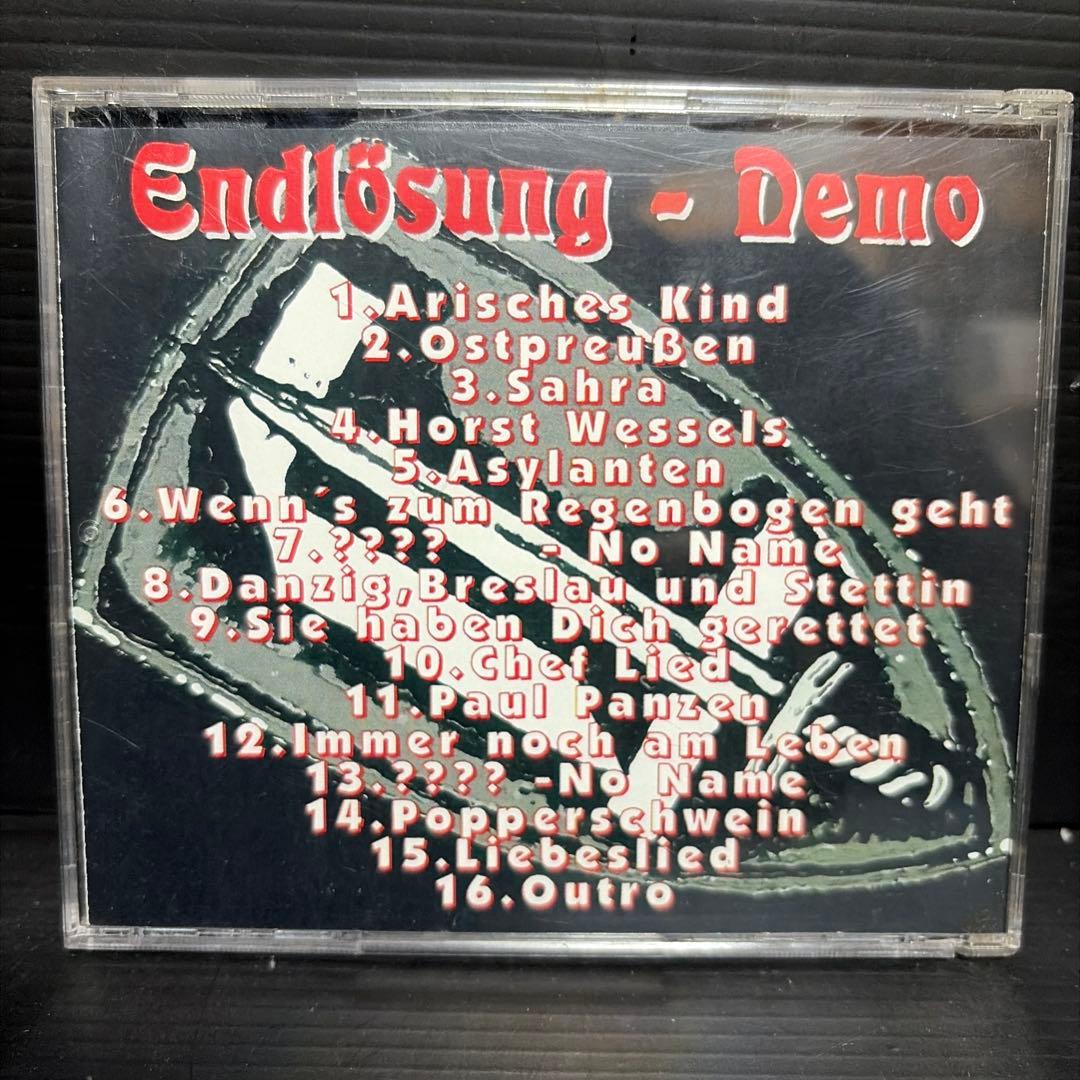 Endlösung - Demo
1.Arisches Kind
2.Ostpreußen
3.Sahra
4.Horst Wessels
5.Asylanten
6.Wenn´s zum Regenbogen geht
7.???? - No Name
8.Danzig,Breslau und Stettin
9.Sie haben Dich gerettet
10.Chef Lied
11.Paul Panzen
12.Immer noch am Leben
13.???? -No Name
14.Popperschwein
15.Liebeslied
16.Outro